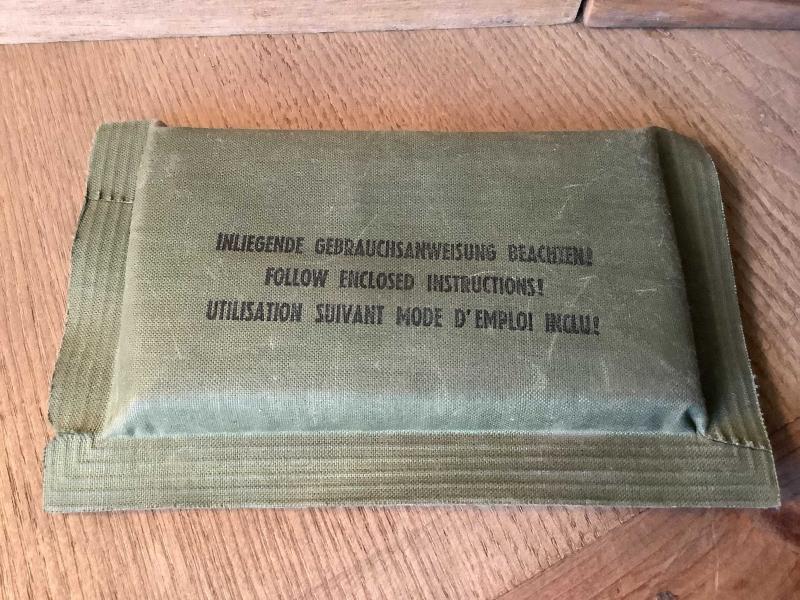 INLIEGENDE GEBRAUCHSANWEISUNG BEACHTEN!
FOLLOW ENCLOSED INSTRUCTIONS!
UTILISATION SUIVANT MODE D'EMPLOI INCLU!